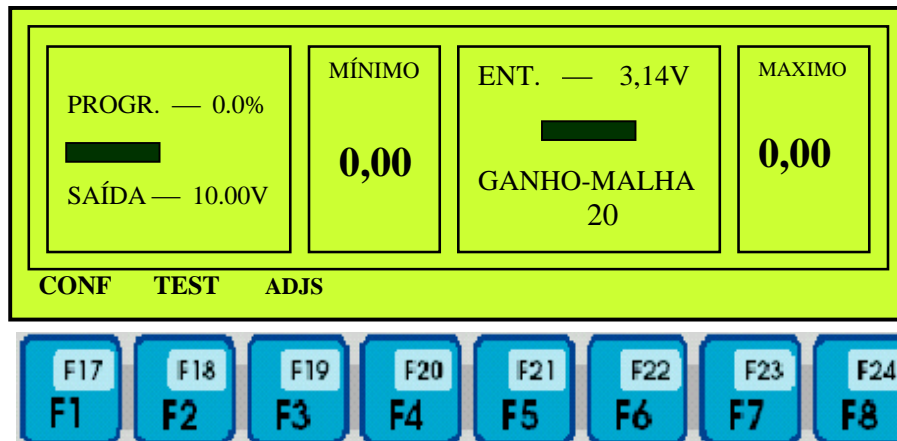 PROGR. — 0.0%
SAÍDA — 10.00V
MÍNIMO
0,00
ENT. — 3,14V
GANHO-MALHA
20
MAXIMO
0,00
CONF TEST ADJS
F17 F18 F19 F20 F21 F22 F23 F24
F1 F2 F3 F4 F5 F6 F7 F8